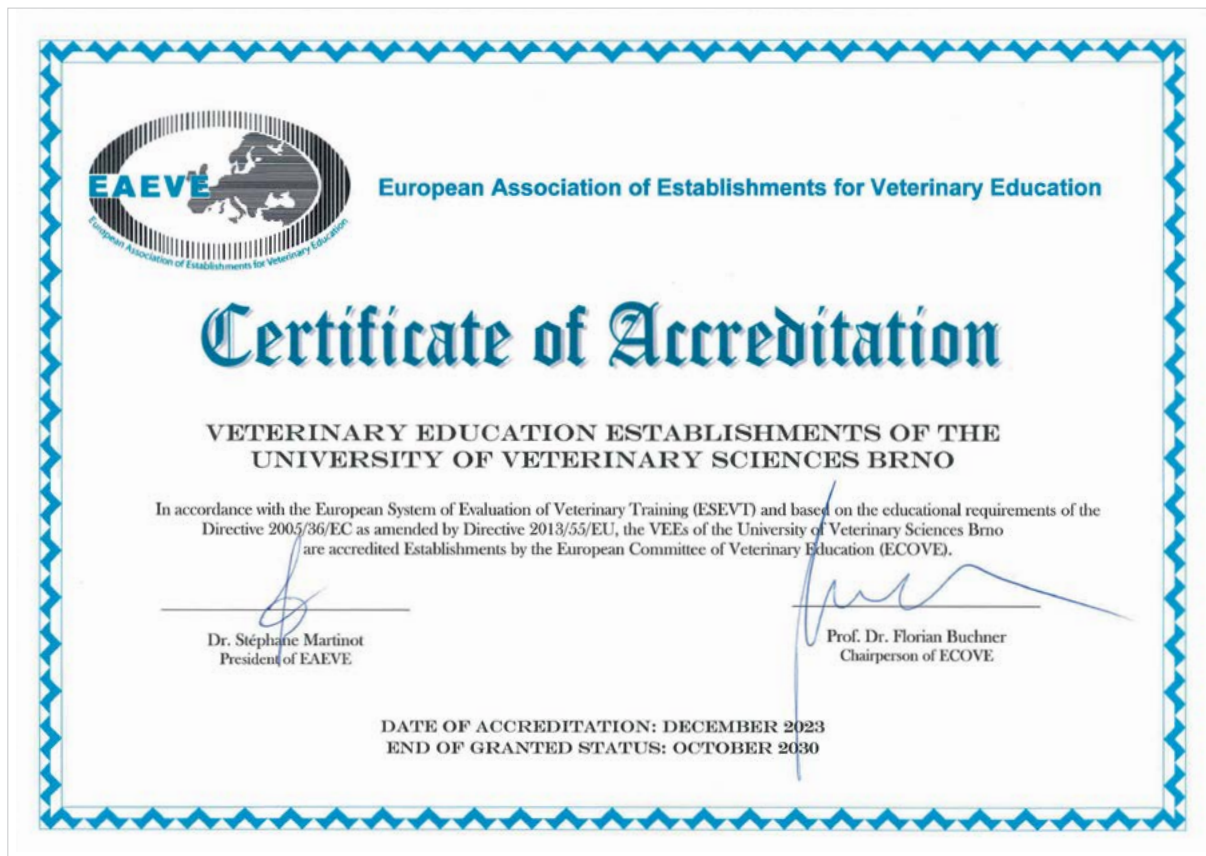 EAEVE
European Association of Establishments for Veterinary Education
European Association of Establishments for Veterinary Education
Certificate of Accreditation
VETERINARY EDUCATION ESTABLISHMENTS OF THE
UNIVERSITY OF VETERINARY SCIENCES BRNO
In accordance with the European System of Evaluation of Veterinary Training (ESEVT) and based on the educational requirements of the
Directive 2005/36/EC as amended by Directive 2013/55/EU, the VEEs of the University of Veterinary Sciences Brno
are accredited Establishments by the European Committee of Veterinary Education (ECOVE).
Dr. Stéphane Martinot
President of EAEVE
Prof. Dr. Florian Buchner
Chairperson of ECOVE
DATE OF ACCREDITATION: DECEMBER 2023
END OF GRANTED STATUS: OCTOBER 2030